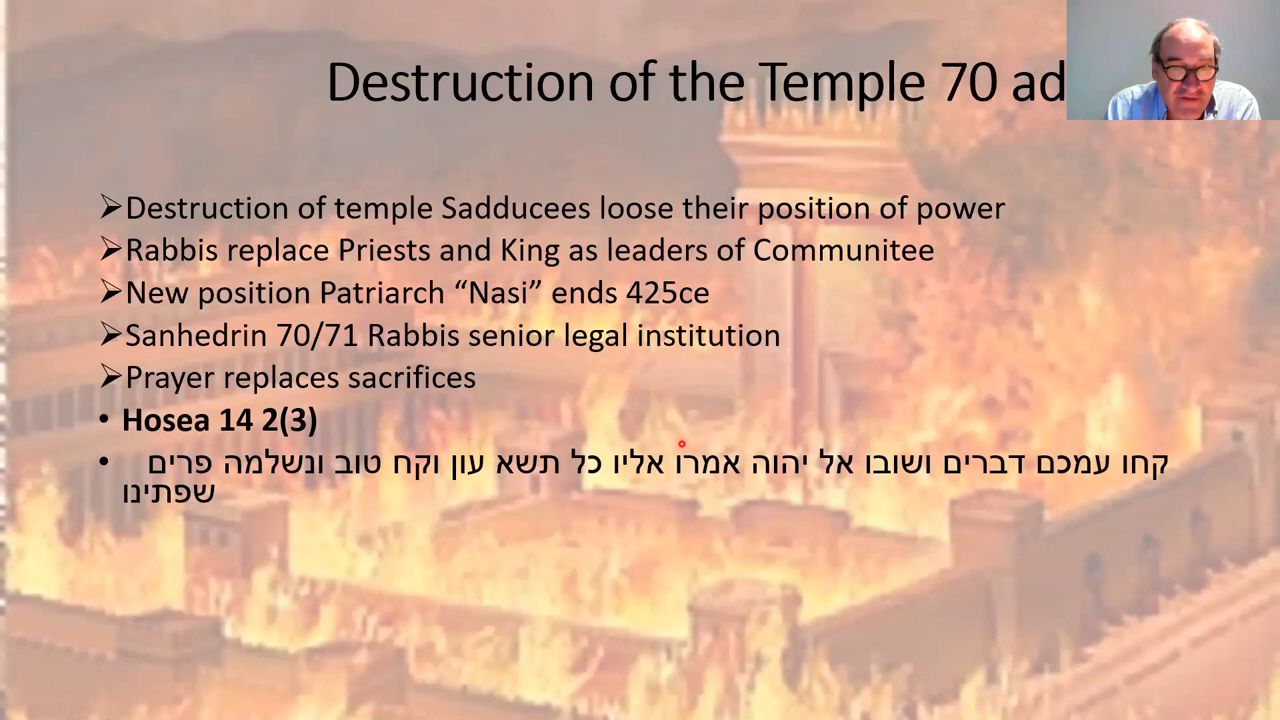 Destruction of the Temple 70 ad
➢Destruction of temple Sadducees loose their position of power
➢Rabbis replace Priests and King as leaders of Communitee
➢New position Patriarch “Nasi” ends 425ce
➢Sanhedrin 70/71 Rabbis senior legal institution
➢Prayer replaces sacrifices
• Hosea 14 2(3)
• קחו עמכם דברים ושובו אל יהוה אמרו אליו כל תשא עון וקח טוב ונשלמה פרים
שפתינו